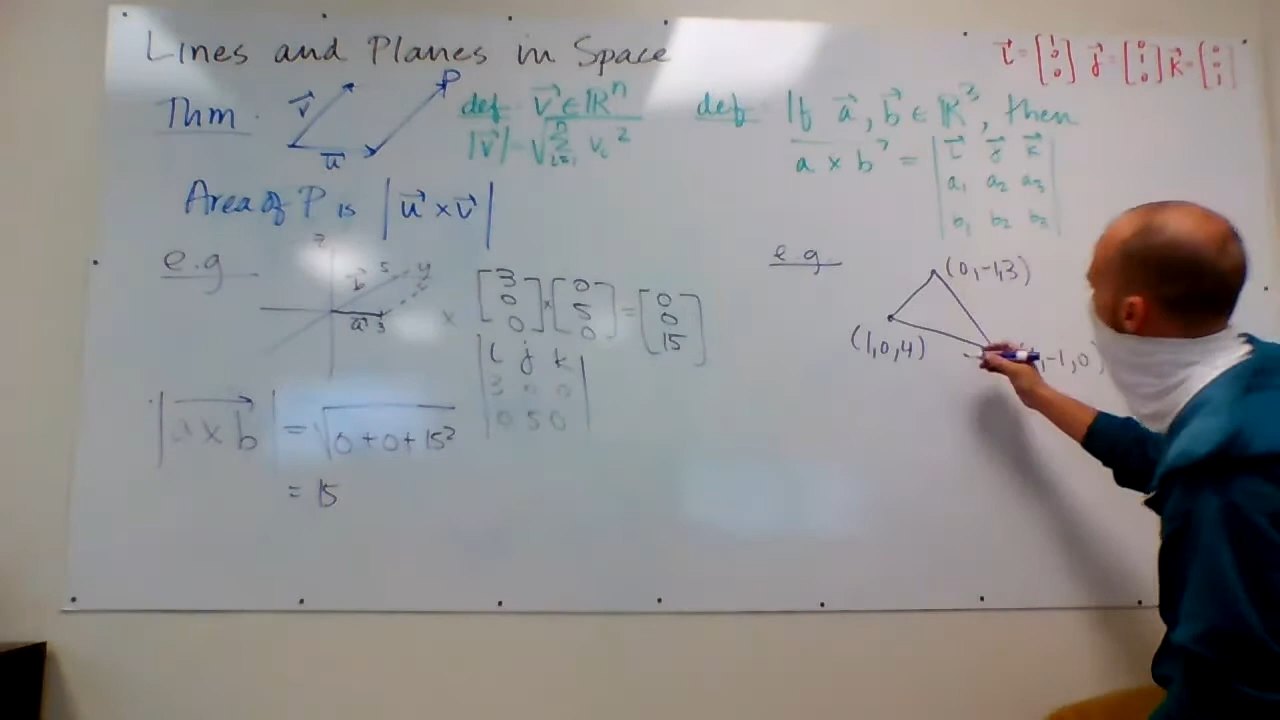 Lines and Planes in Space
i⃗ = [1 0 0] j⃗ = [0 1 0] k⃗ = [0 0 1]
Thm. v⃗ u⃗ P
def v⃗ ∈ ℝⁿ
|v⃗| = √∑ⁿᵢ₌₁ vᵢ²
def If a⃗, b⃗ ∈ ℝ³, then
a × b = | i⃗ j⃗ k⃗
a₁ a₂ a₃
b₁ b₂ b₃ |
Area of P is |u⃗ × v⃗|
e.g
z b⃗ 5 y a⃗ 3
x
[3 0 0] × [0 5 0] = [0 0 15]
| i j k
3 0 0
0 5 0 |
|a × b| = √0+0+15²
= 15
e.g.
(0,-1,3)
(1,0,4)
,-1,0)